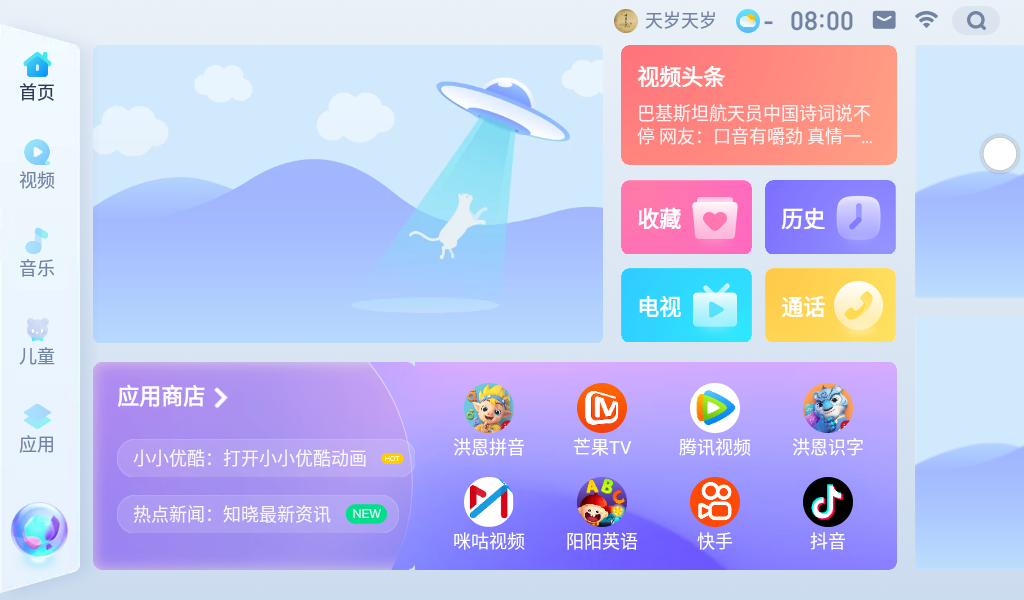 天岁天岁
-
08:00
首页
视频
音乐
儿童
应用
视频头条
巴基斯坦航天员中国诗词说不
停 网友：口音有嚼劲 真情一...
收藏
历史
电视
通话
应用商店
小小优酷：打开小小优酷动画 HOT
热点新闻：知晓最新资讯 NEW
洪恩拼音
芒果TV
腾讯视频
洪恩识字
咪咕视频
ABC
阳阳英语
快手
抖音